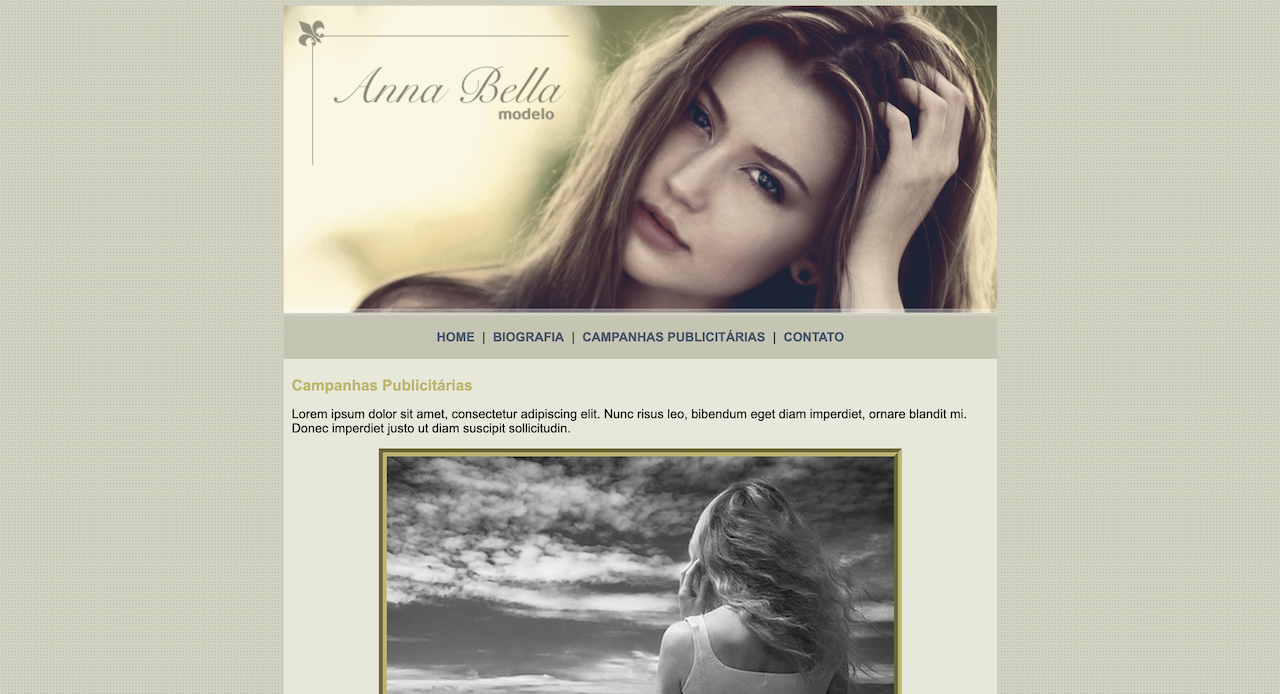 Anna Bella
modelo
HOME | BIOGRAFIA | CAMPANHAS PUBLICITÁRIAS | CONTATO
Campanhas Publicitárias
Lorem ipsum dolor sit amet, consectetur adipiscing elit. Nunc risus leo, bibendum eget diam imperdiet, ornare blandit mi.
Donec imperdiet justo ut diam suscipit sollicitudin.